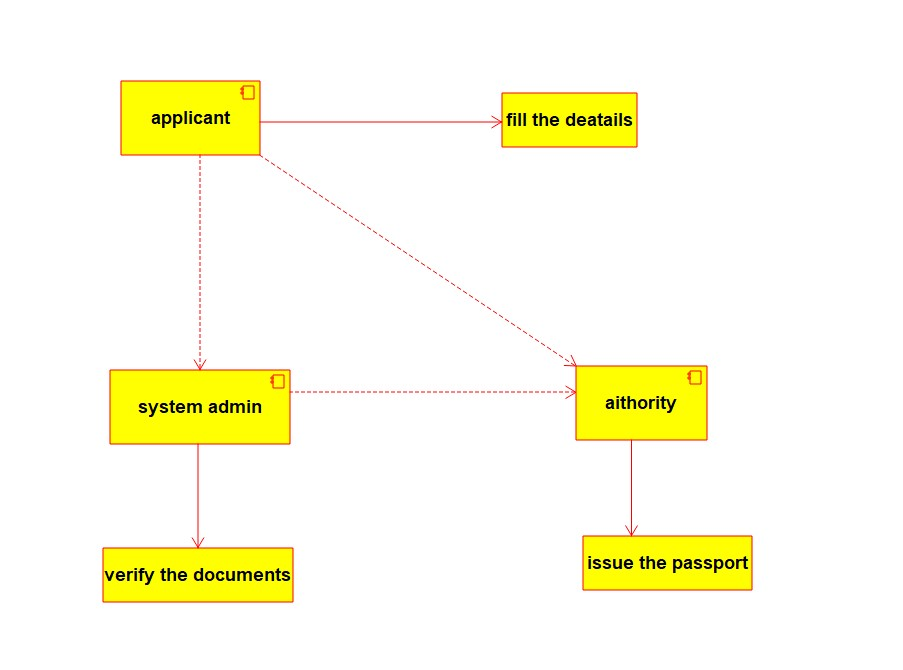 applicant
fill the deatails
system admin
aithority
verify the documents
issue the passport